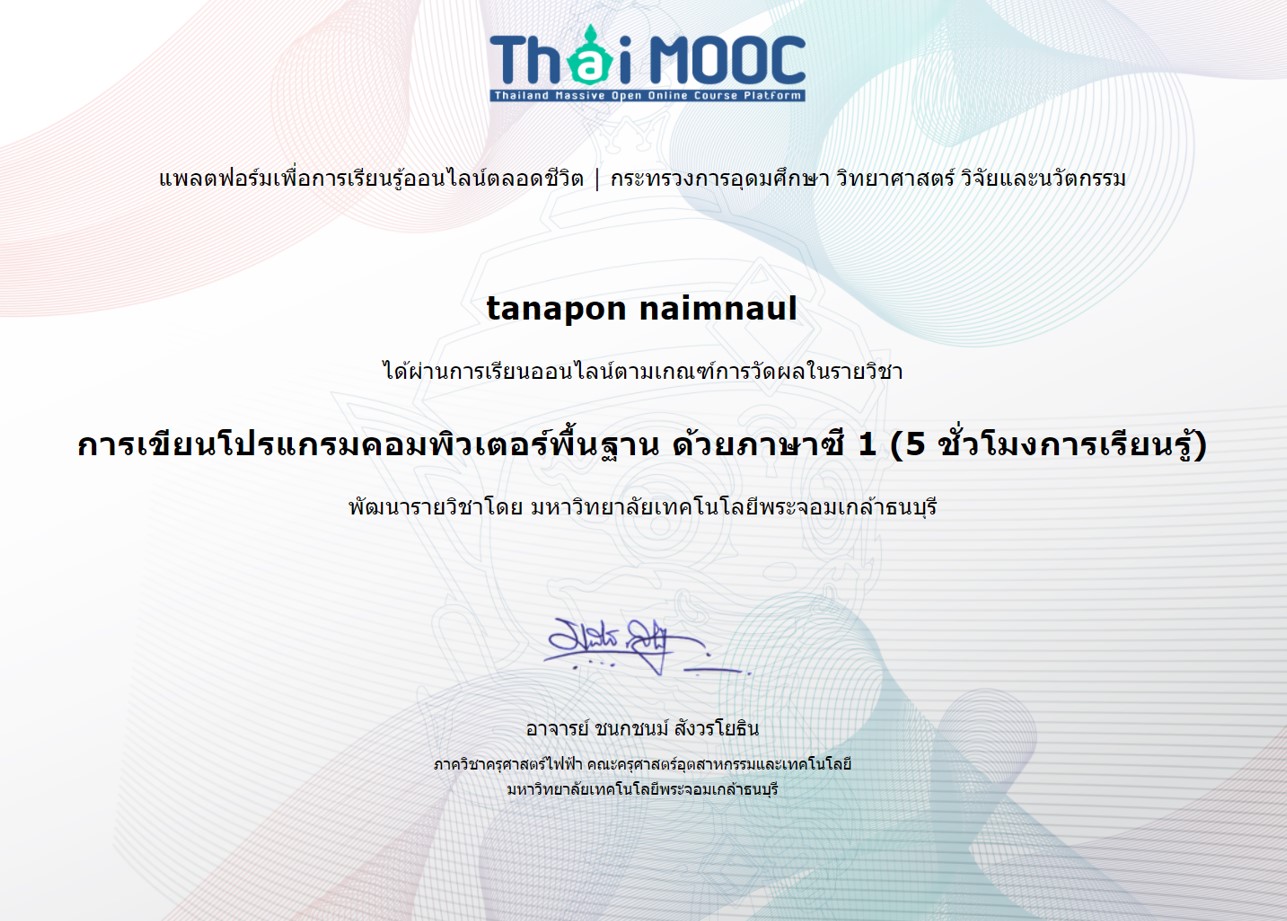 Thai MOOC
Thailand Massive Open Online Course Platform
แพลตฟอร์มเพื่อการเรียนรู้ออนไลน์ตลอดชีวิต | กระทรวงการอุดมศึกษา วิทยาศาสตร์ วิจัยและนวัตกรรม
tanapon naimnaul
ได้ผ่านการเรียนออนไลน์ตามเกณฑ์การวัดผลในรายวิชา
การเขียนโปรแกรมคอมพิวเตอร์พื้นฐาน ด้วยภาษาซี 1 (5 ชั่วโมงการเรียนรู้)
พัฒนารายวิชาโดย มหาวิทยาลัยเทคโนโลยีพระจอมเกล้าธนบุรี
อาจารย์ ชนกชนม์ สังวรโยธิน
ภาควิชาครุศาสตร์ไฟฟ้า คณะครุศาสตร์อุตสาหกรรมและเทคโนโลยี
มหาวิทยาลัยเทคโนโลยีพระจอมเกล้าธนบุรี